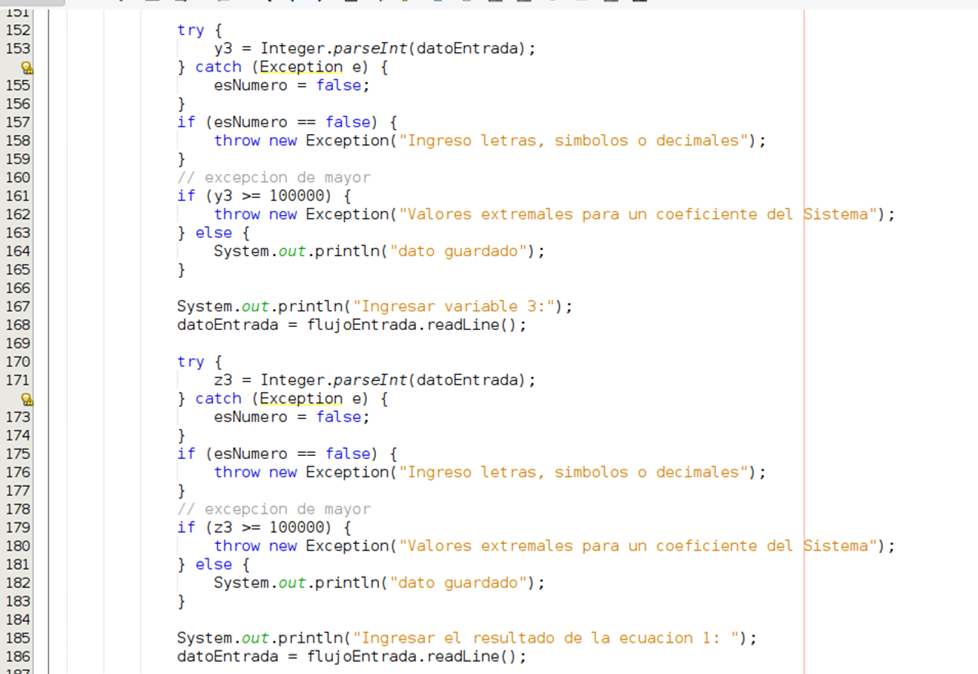 151
152 try {
153 y3 = Integer.parseInt(datoEntrada);
} catch (Exception e) {
155 esNumero = false;
156 }
157 if (esNumero == false) {
158 throw new Exception("Ingreso letras, simbolos o decimales");
159 }
160 // excepcion de mayor
161 if (y3 >= 100000) {
162 throw new Exception("Valores extremales para un coeficiente del Sistema");
163 } else {
164 System.out.println("dato guardado");
165 }
166
167 System.out.println("Ingresar variable 3:");
168 datoEntrada = flujoEntrada.readLine();
169
170 try {
171 z3 = Integer.parseInt(datoEntrada);
} catch (Exception e) {
173 esNumero = false;
174 }
175 if (esNumero == false) {
176 throw new Exception("Ingreso letras, simbolos o decimales");
177 }
178 // excepcion de mayor
179 if (z3 >= 100000) {
180 throw new Exception("Valores extremales para un coeficiente del Sistema");
181 } else {
182 System.out.println("dato guardado");
183 }
184
185 System.out.println("Ingresar el resultado de la ecuacion 1: ");
186 datoEntrada = flujoEntrada.readLine();
187